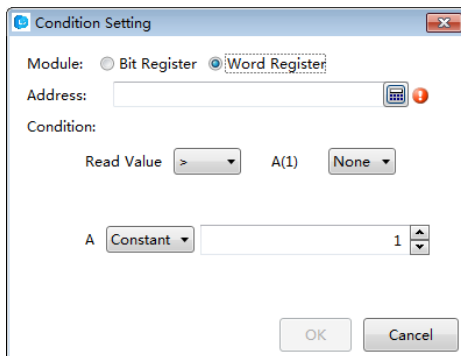 Condition Setting
Module: Bit Register Word Register
Address:
Condition:
Read Value > A(1) None
A Constant 1
OK Cancel